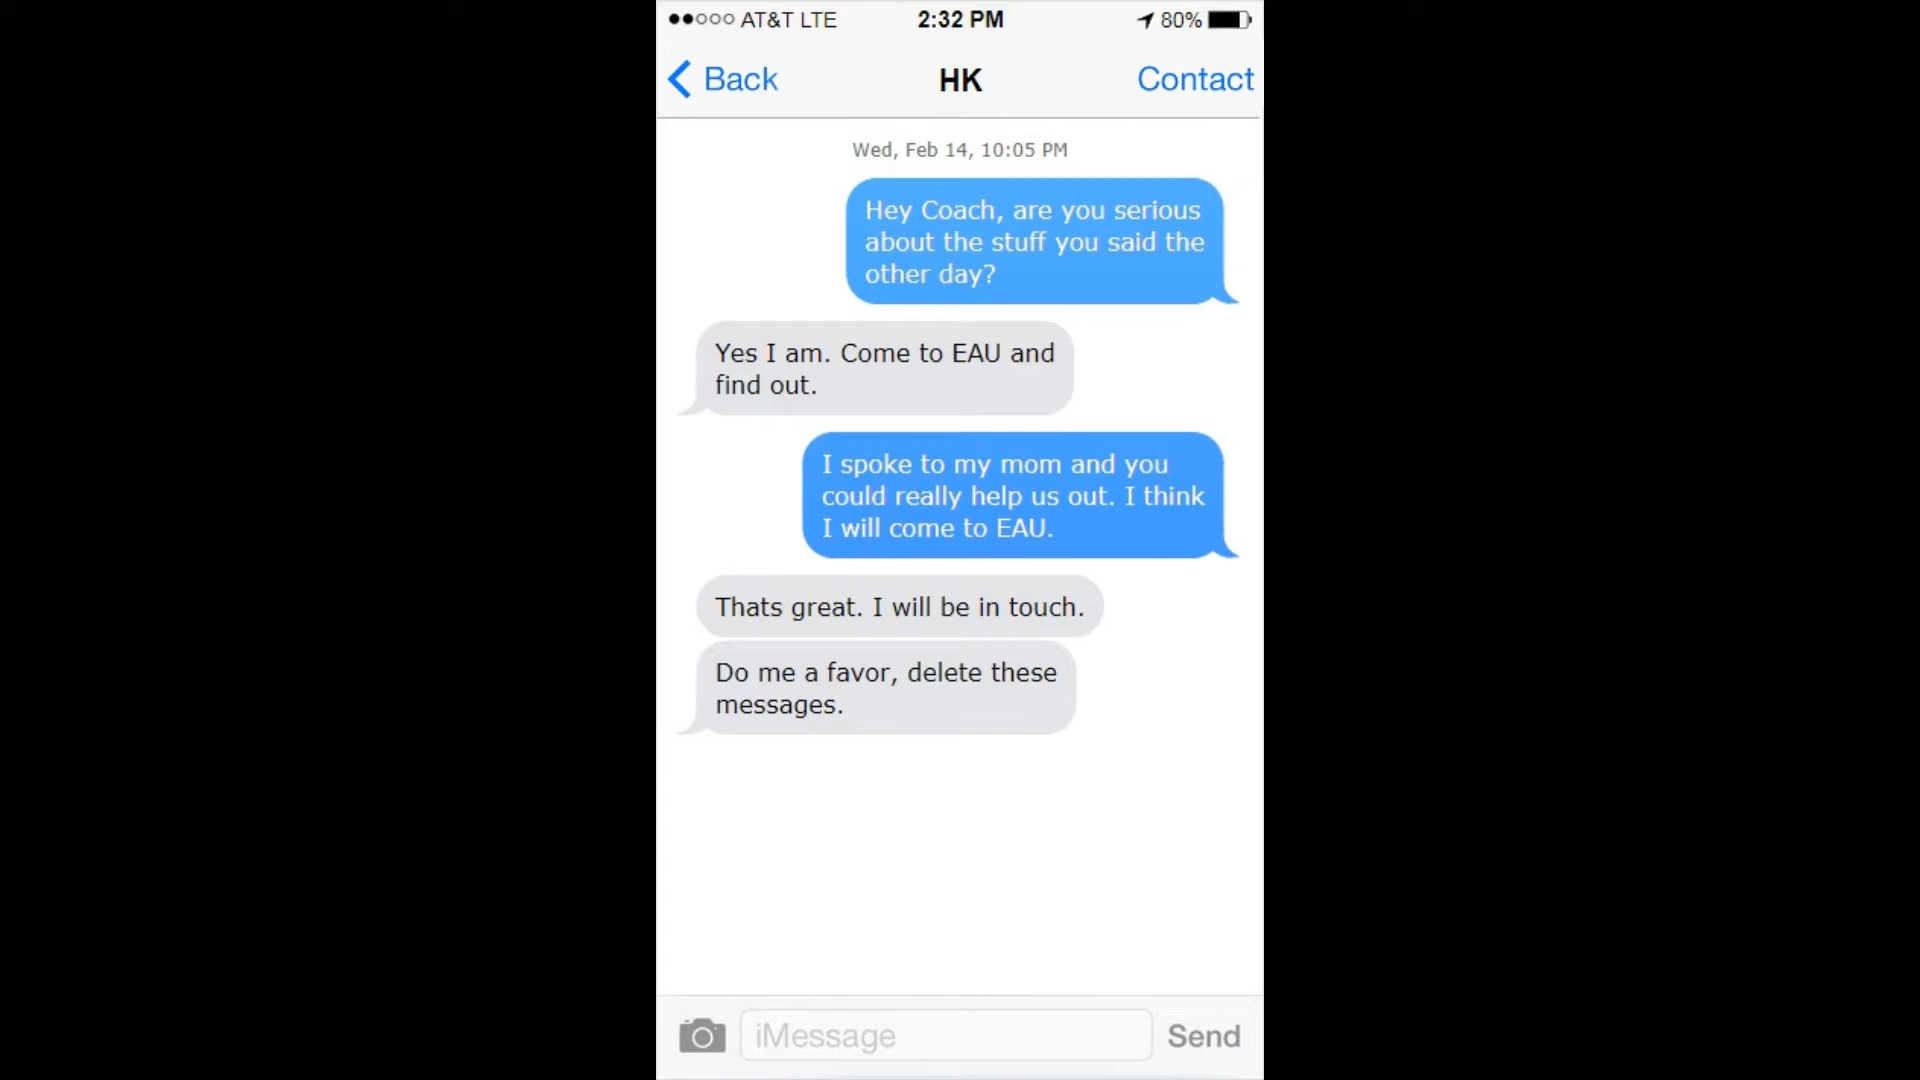 AT&T LTE 2:32 PM 80%
Back HK Contact
Wed, Feb 14, 10:05 PM
Hey Coach, are you serious
about the stuff you said the
other day?
Yes I am. Come to EAU and
find out.
I spoke to my mom and you
could really help us out. I think
I will come to EAU.
Thats great. I will be in touch.
Do me a favor, delete these
messages.
iMessage Send